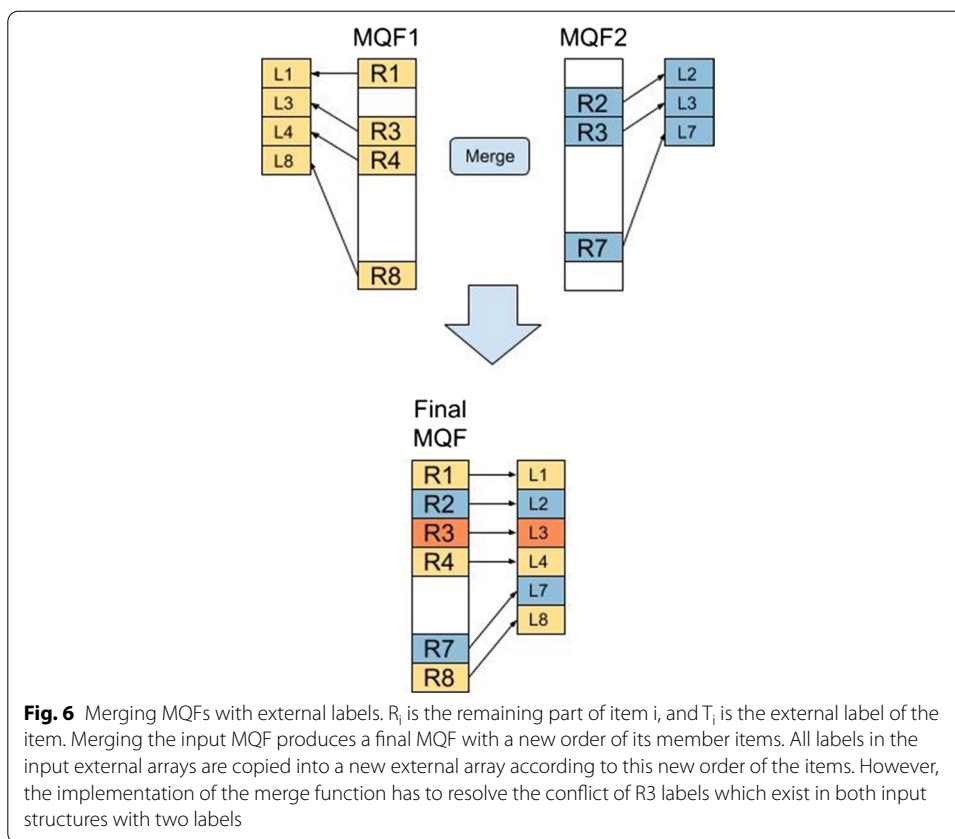 MQF1
MQF2
L1
R1
L2
L3
R2
L3
L4
R3
R3
L7
L8
R4
Merge
R7
R8
Final
MQF
R1
L1
R2
L2
R3
L3
R4
L4
L7
L8
R7
R8
Fig. 6 Merging MQFs with external labels. Ri is the remaining part of item i, and Ti is the external label of the
item. Merging the input MQF produces a final MQF with a new order of its member items. All labels in the
input external arrays are copied into a new external array according to this new order of the items. However,
the implementation of the merge function has to resolve the conflict of R3 labels which exist in both input
structures with two labels